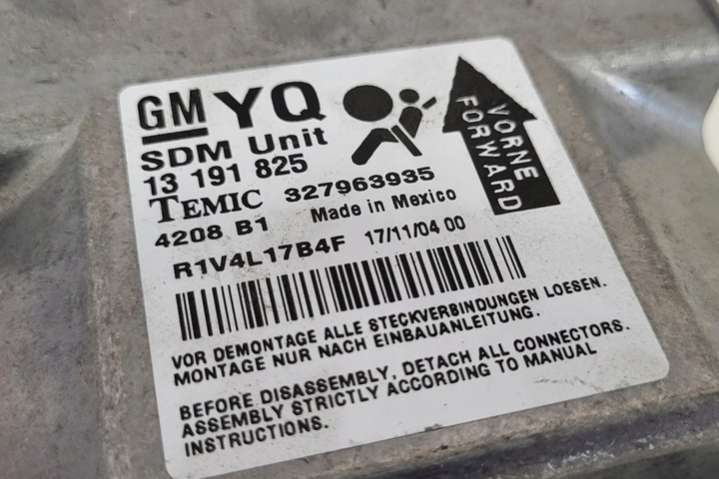 GM YQ
SDM Unit
13 191 825
TEMIC 327963935
4208 B1 Made in Mexico
R1V4L17B4F 17/11/04 00
VORNE
FORWARD
VOR DEMONTAGE ALLE STECKVERBINDUNGEN LOESEN.
MONTAGE NUR NACH EINBAUANLEITUNG.
BEFORE DISASSEMBLY, DETACH ALL CONNECTORS.
ASSEMBLY STRICTLY ACCORDING TO MANUAL
INSTRUCTIONS.